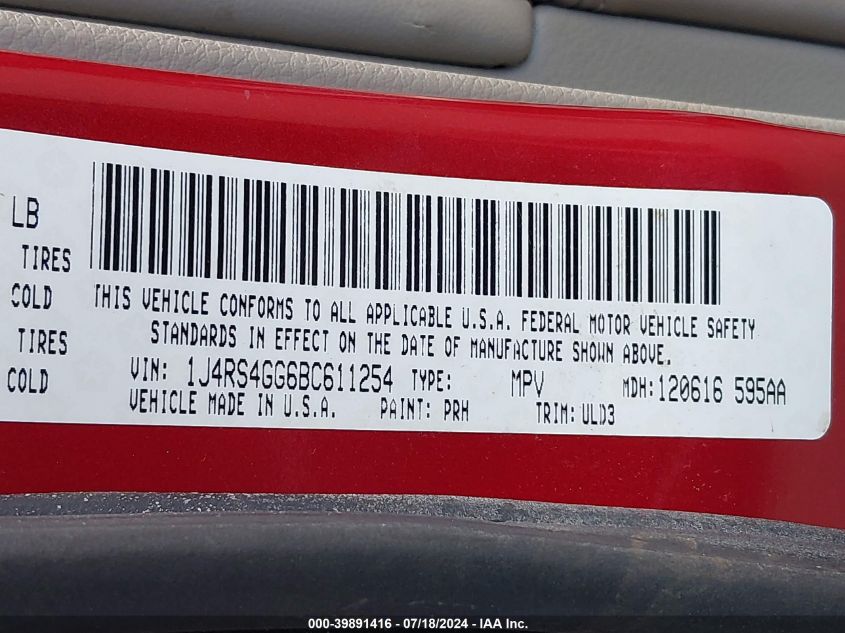 LB
TIRES
COLD
TIRES
COLD
THIS VEHICLE CONFORMS TO ALL APPLICABLE U.S.A. FEDERAL MOTOR VEHICLE SAFETY
STANDARDS IN EFFECT ON THE DATE OF MANUFACTURE SHOWN ABOVE.
VIN: 1J4RS4GG6BC611254 TYPE: MPV MDH:120616 595AA
VEHICLE MADE IN U.S.A. PAINT: PRH TRIM: ULD3
000-39891416 - 07/18/2024 - IAA Inc.